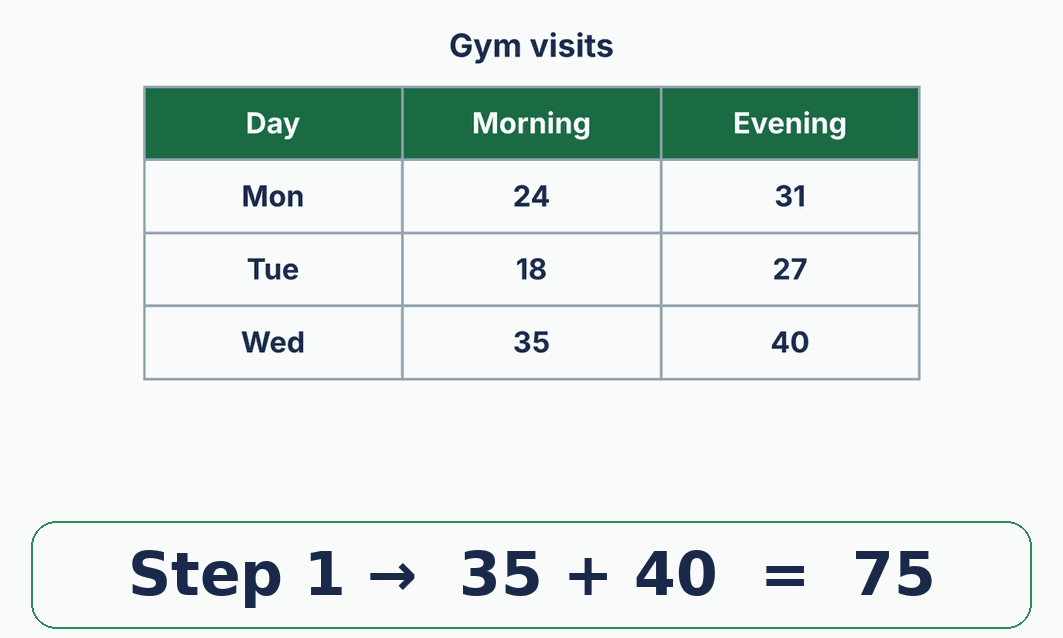 Gym visits
Day Morning Evening
Mon 24 31
Tue 18 27
Wed 35 40
Step 1 → 35 + 40 = 75